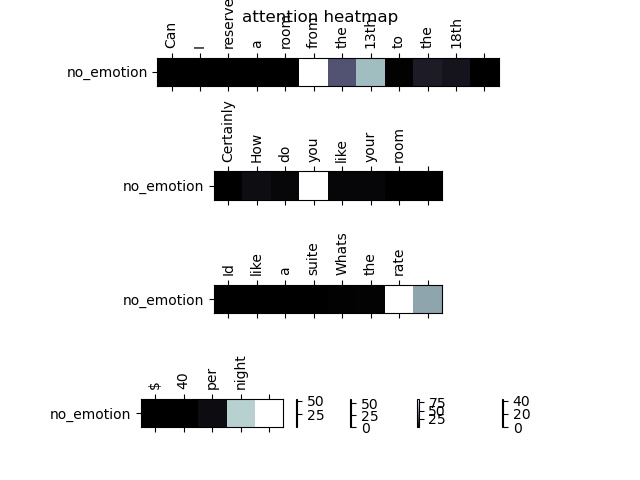 attention heatmap
Can I reserve a room from the 13th to the 18th
no_emotion
Certainly How do you like your room
no_emotion
Id like a suite Whats the rate
no_emotion
$ 40 per night
no_emotion
50
25
50
25
0
75
50
25
40
20
0